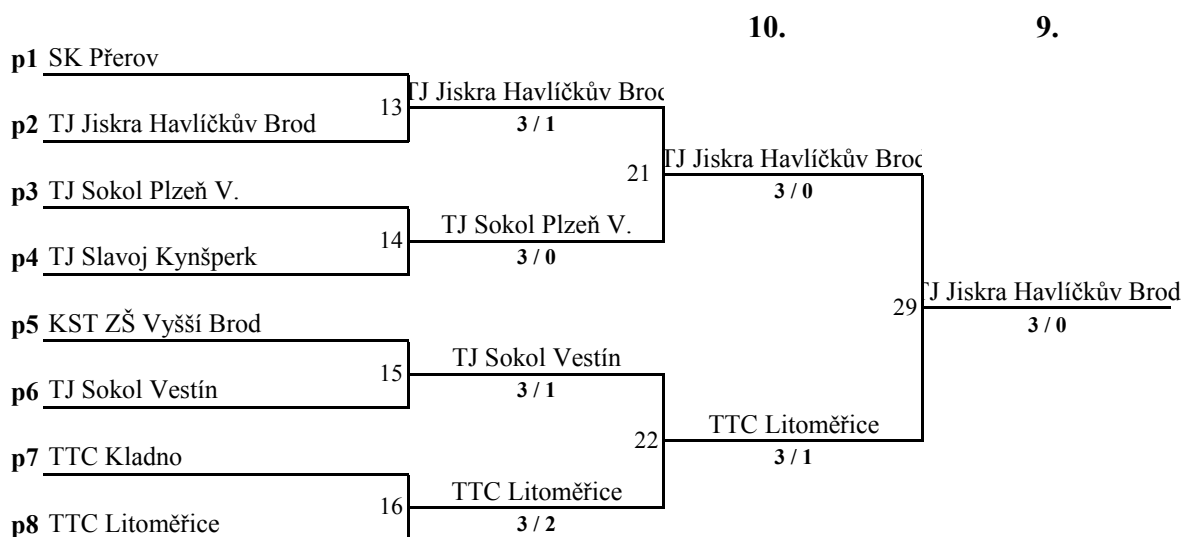 10. 9.
p1 SK Přerov
13 TJ Jiskra Havlíčkův Brod
3 / 1
p2 TJ Jiskra Havlíčkův Brod
21 TJ Jiskra Havlíčkův Brod
3 / 0
p3 TJ Sokol Plzeň V.
14 TJ Sokol Plzeň V.
3 / 0
p4 TJ Slavoj Kynšperk
29 TJ Jiskra Havlíčkův Brod
3 / 0
p5 KST ZŠ Vyšší Brod
15 TJ Sokol Vestín
3 / 1
p6 TJ Sokol Vestín
22 TTC Litoměřice
3 / 1
p7 TTC Kladno
16 TTC Litoměřice
3 / 2
p8 TTC Litoměřice